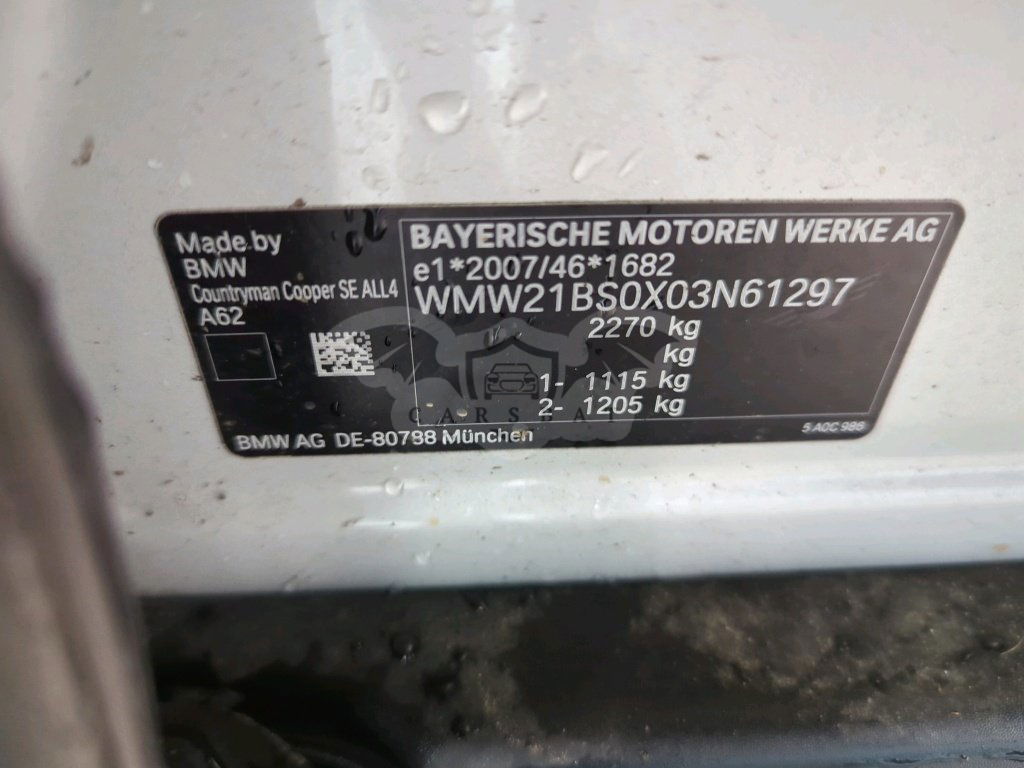 Made by
BMW
Countryman Cooper SE ALL4
A62
BAYERISCHE MOTOREN WERKE AG
e1*2007/46*1682
WMW21BS0X03N61297
2270 kg
kg
1- 1115 kg
2- 1205 kg
CARSBAT
BMW AG DE-80788 München
5 A0C 986